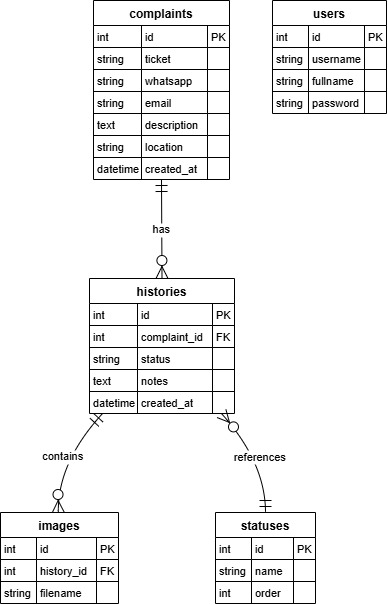 complaints
int id PK
string ticket
string whatsapp
string email
text description
string location
datetime created_at
users
int id PK
string username
string fullname
string password
has
histories
int id PK
int complaint_id FK
string status
text notes
datetime created_at
contains
references
images
int id PK
int history_id FK
string filename
statuses
int id PK
string name
int order